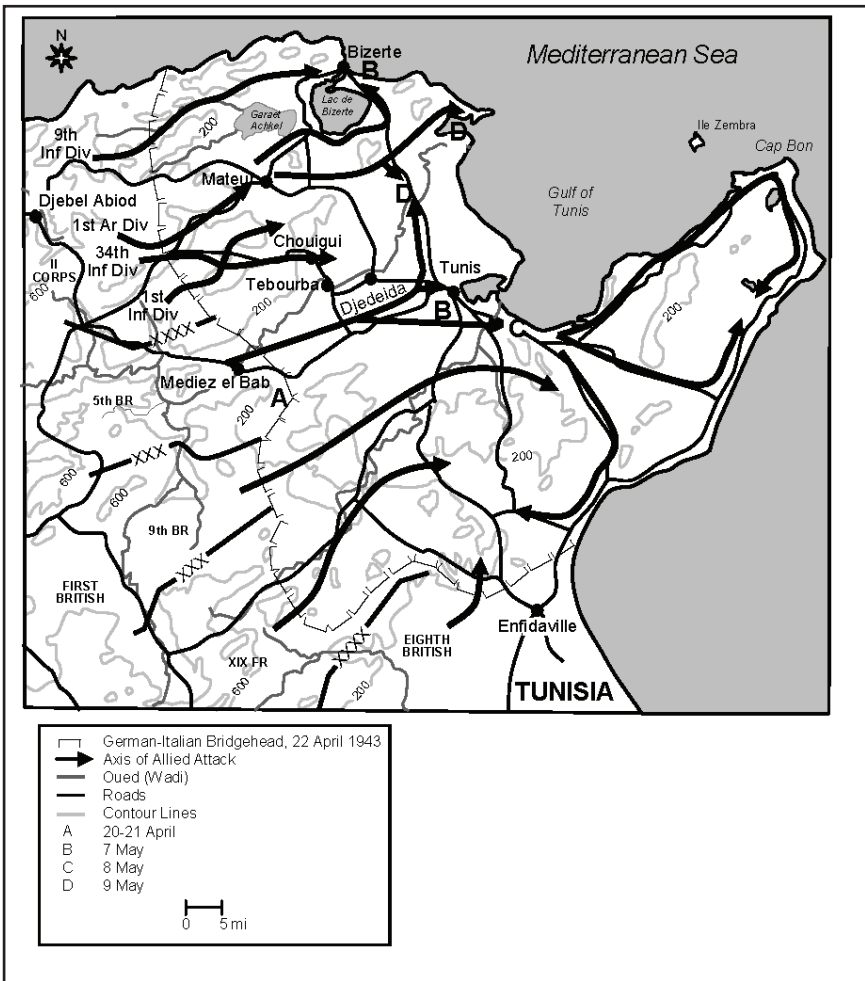 N
Mediterranean Sea
Bizerte
B
Lac de
Bizerte
Garaet
Achkel
200
9th
Inf Div
D
Ile Zembra
Cap Bon
Mateu
Djebel Abiod
Gulf of
Tunis
D
1st Ar Div
34th
Inf Div
II
CORPS
600
Chouigui
Tebourba
Tunis
Djedeida
1st
Inf Div
200
XXXX
B
C
200
Mediez el Bab
A
200
5th BR
600
XXX
600
200
9th BR
XXX
FIRST
BRITISH
XIX FR
600
XXXX
200
EIGHTH
BRITISH
Enfidaville
TUNISIA
German-Italian Bridgehead, 22 April 1943
Axis of Allied Attack
Oued (Wadi)
Roads
Contour Lines
A 20-21 April
B 7 May
C 8 May
D 9 May
0 5 mi